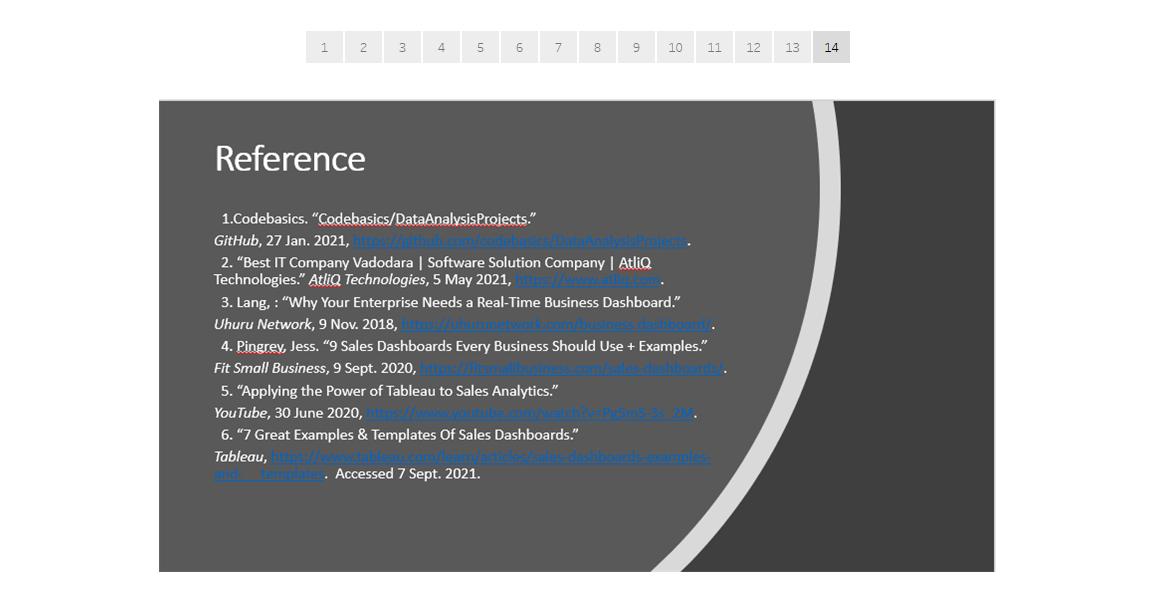 1 2 3 4 5 6 7 8 9 10 11 12 13 14
Reference
1.Codebasics. “Codebasics/DataAnalysisProjects.”
GitHub, 27 Jan. 2021, https://github.com/codebasics/DataAnalysisProjects.
2. “Best IT Company Vadodara | Software Solution Company | AtliQ
Technologies.” AtliQ Technologies, 5 May 2021, https://www.atliq.com.
3. Lang, : “Why Your Enterprise Needs a Real-Time Business Dashboard.”
Uhuru Network, 9 Nov. 2018, https://uhurunetwork.com/business-dashboard/.
4. Pingrey, Jess. “9 Sales Dashboards Every Business Should Use + Examples.”
Fit Small Business, 9 Sept. 2020, https://fitsmallbusiness.com/sales-dashboards/.
5. “Applying the Power of Tableau to Sales Analytics.”
YouTube, 30 June 2020,
6. “7 Great Examples & Templates Of Sales Dashboards.”
Tableau, https://www.tableau.com/learn/articles/sales-dashboards-examples-
and- templates. Accessed 7 Sept. 2021.